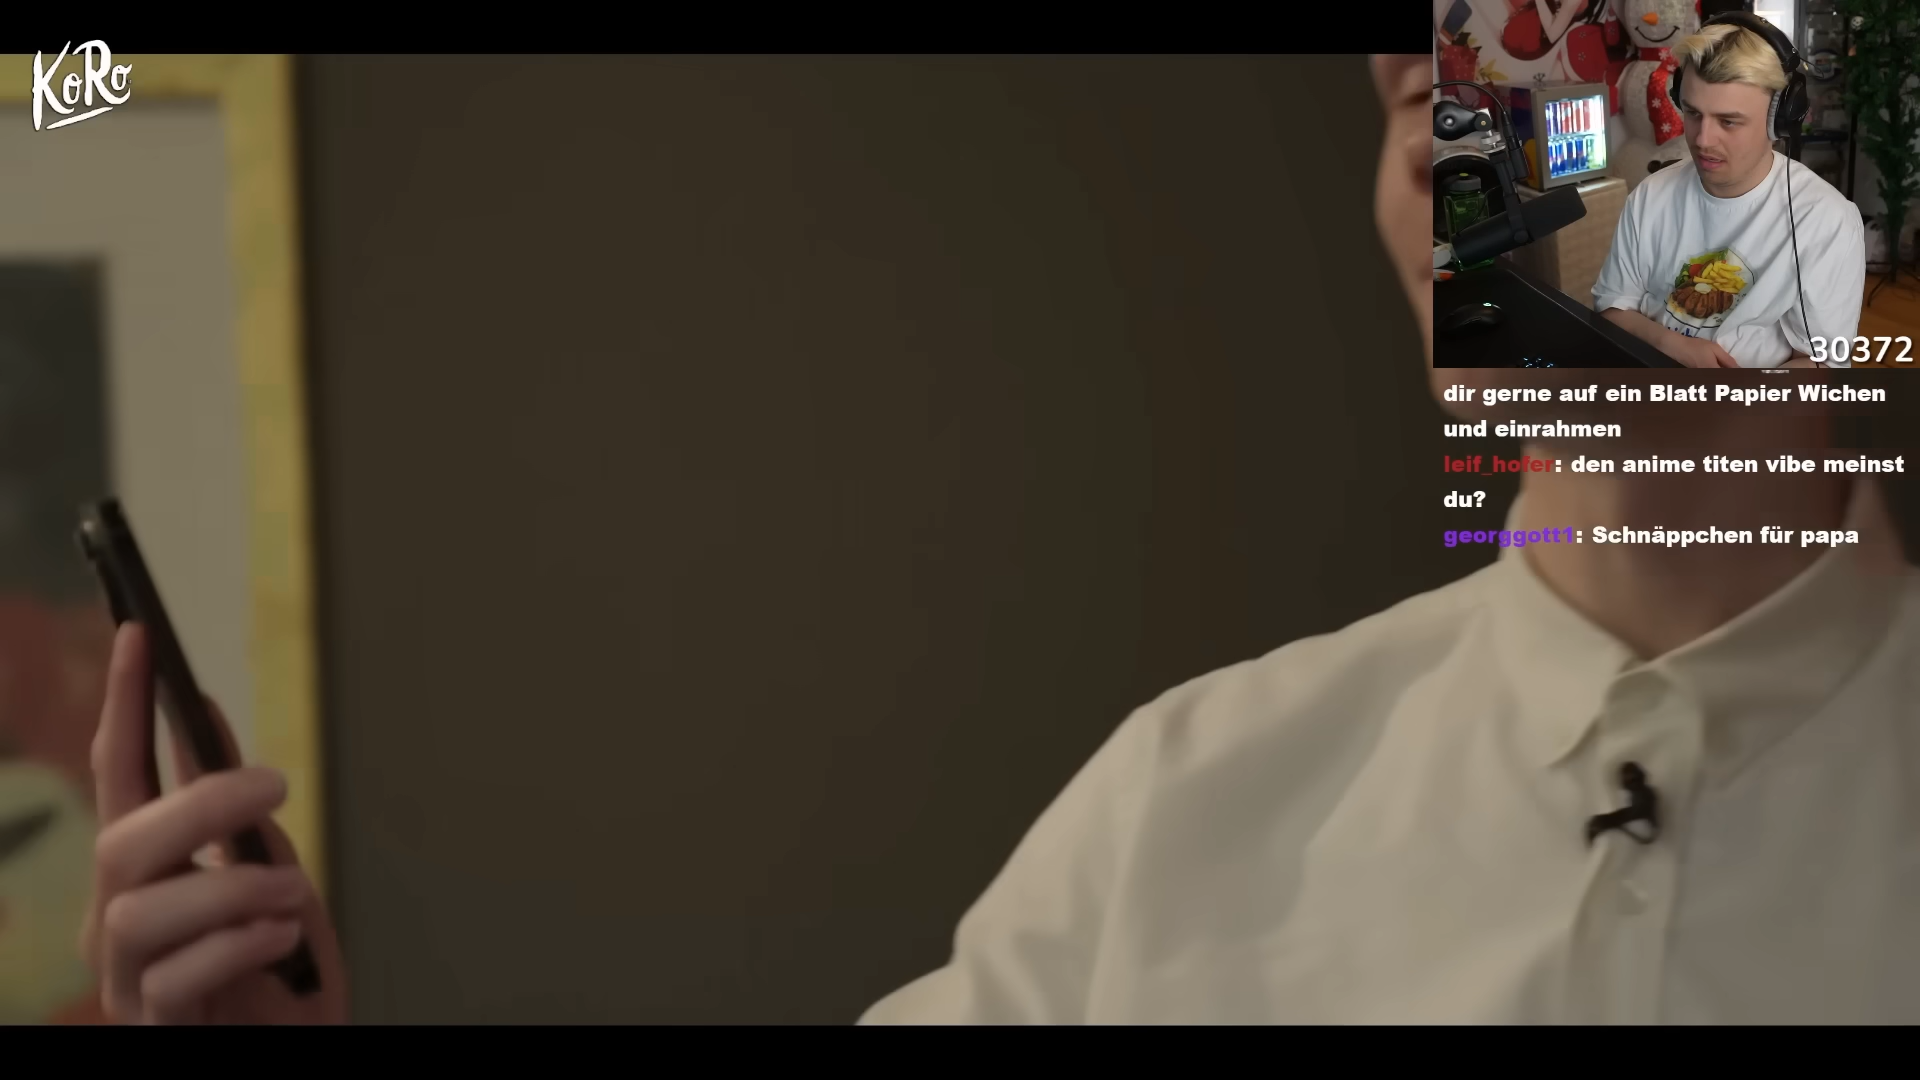 KoRo
30372
dir gerne auf ein Blatt Papier Wichen
und einrahmen
leif_hofer: den anime titen vibe meinst
du?
georggott1: Schnäppchen für papa